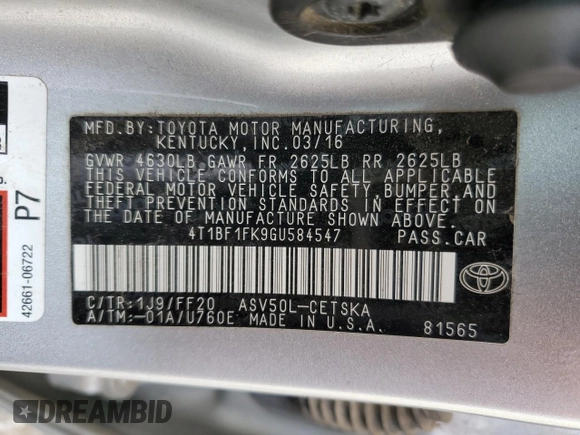 MFD. BY: TOYOTA MOTOR MANUFACTURING,
KENTUCKY, INC. 03/16
GVWR 4630LB GAWR FR 2625LB RR 2625LB
THIS VEHICLE CONFORMS TO ALL APPLICABLE
FEDERAL MOTOR VEHICLE SAFETY, BUMPER, AND
THEFT PREVENTION STANDARDS IN EFFECT ON
THE DATE OF MANUFACTURE SHOWN ABOVE.
4T1BF1FK9GU584547 PASS.CAR
C/TR:1J9/FF20 ASV50L-CETSKA
A/TM:-01A/U760E MADE IN U.S.A.
81565
42661-06722 P7
DREAMBID